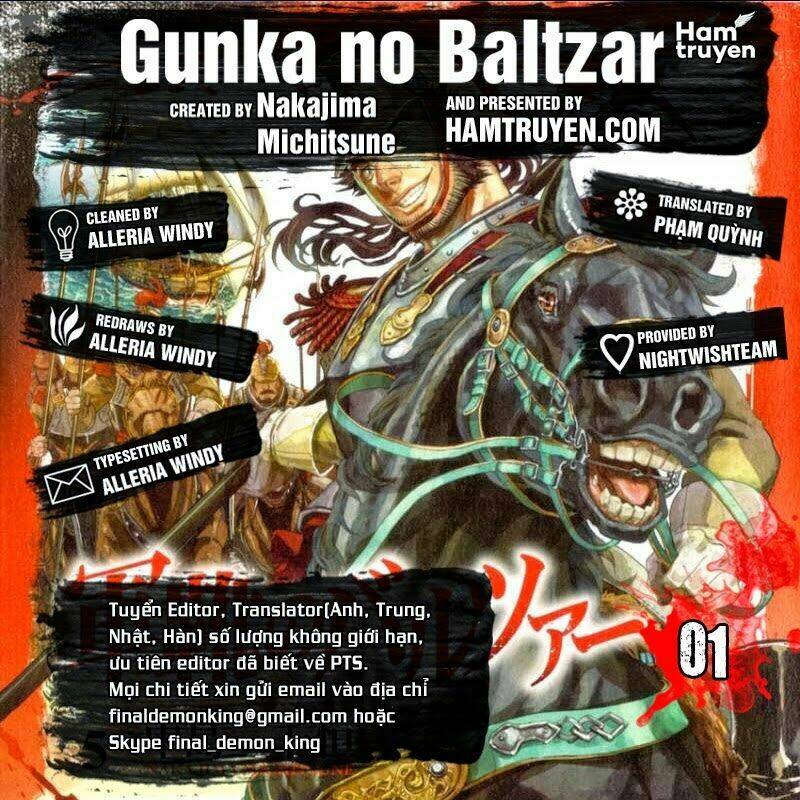 Gunka no Baltzar
Ham
truyen
CREATED BY Nakajima
Michitsune
AND PRESENTED BY
HAMTRUYEN.COM
CLEANED BY
ALLERIA WINDY
TRANSLATED BY
PHẠM QUỲNH
REDRAWS BY
ALLERIA WINDY
PROVIDED BY
NIGHTWISHTEAM
TYPESETTING BY
ALLERIA WINDY
ツァー
01
Tuyển Editor, Translator(Anh, Trung,
Nhật, Hàn) số lượng không giới hạn,
ưu tiên editor đã biết về PTS.
Mọi chi tiết xin gửi email vào địa chỉ
finaldemonking@gmail.com hoặc
Skype final_demon_king